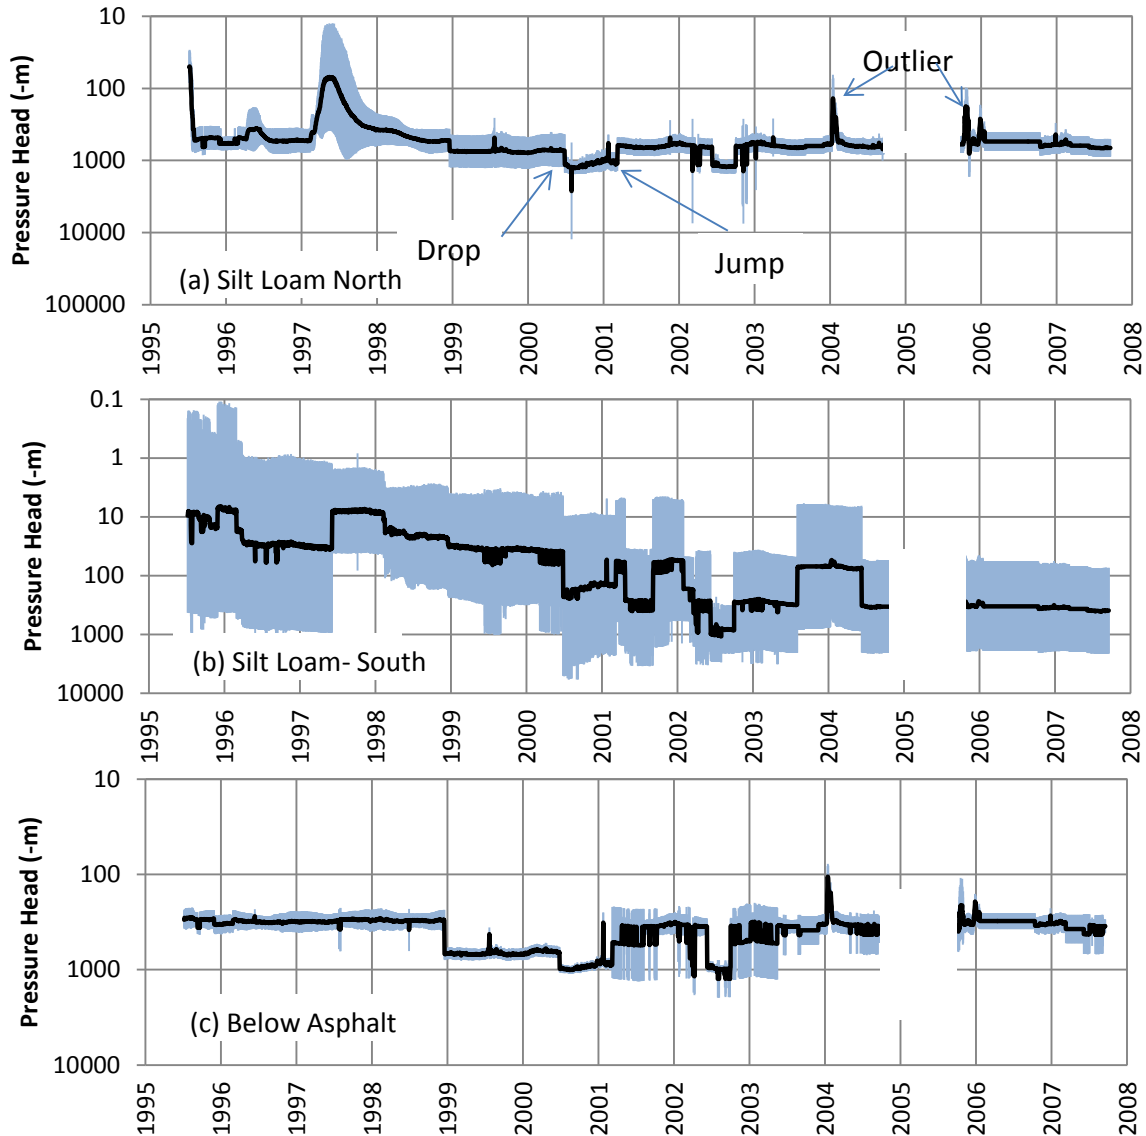 10
100
1000
10000
100000
Pressure Head (-m)
Outlier
Drop
Jump
(a) Silt Loam North
1995 1996 1997 1998 1999 2000 2001 2002 2003 2004 2005 2006 2007 2008
0.1
1
10
100
1000
10000
Pressure Head (-m)
(b) Silt Loam- South
1995 1996 1997 1998 1999 2000 2001 2002 2003 2004 2005 2006 2007 2008
10
100
1000
10000
Pressure Head (-m)
(c) Below Asphalt
1995 1996 1997 1998 1999 2000 2001 2002 2003 2004 2005 2006 2007 2008